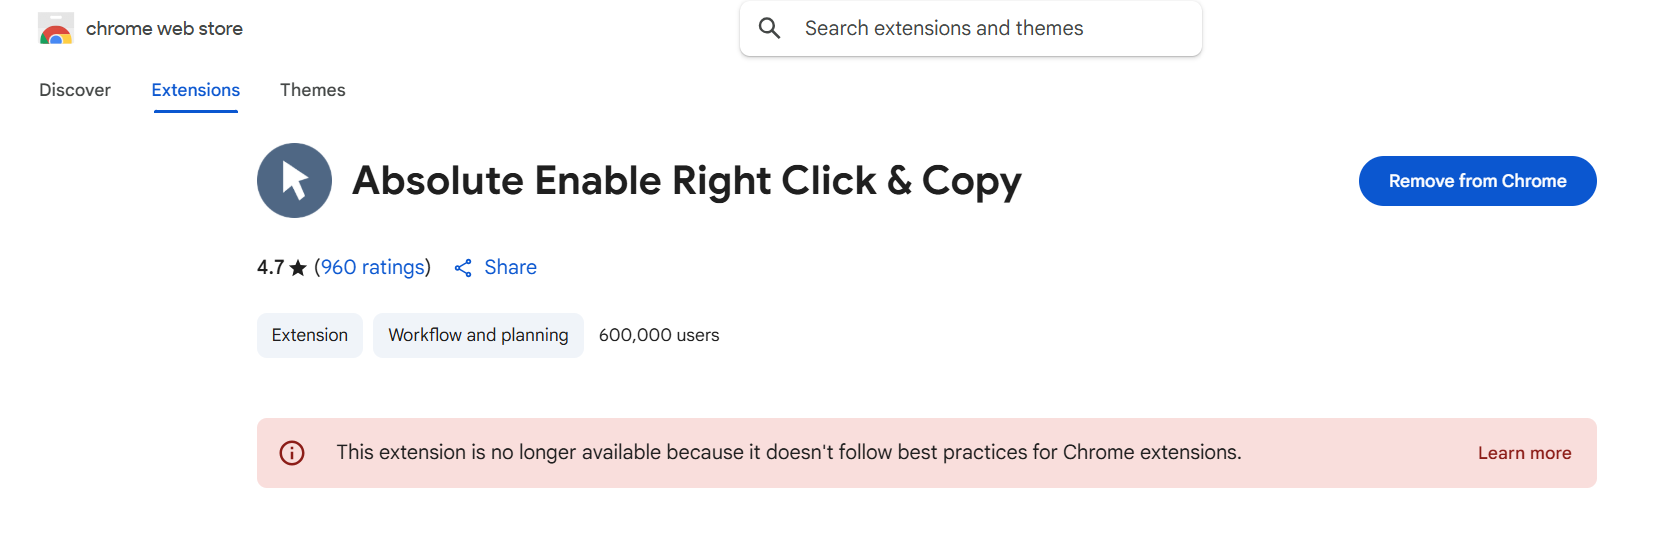 chrome web store
Search extensions and themes
Discover
Extensions
Themes
Absolute Enable Right Click & Copy
Remove from Chrome
4.7★ (960 ratings)
Share
Extension
Workflow and planning
600,000 users
This extension is no longer available because it doesn't follow best practices for Chrome extensions.
Learn more